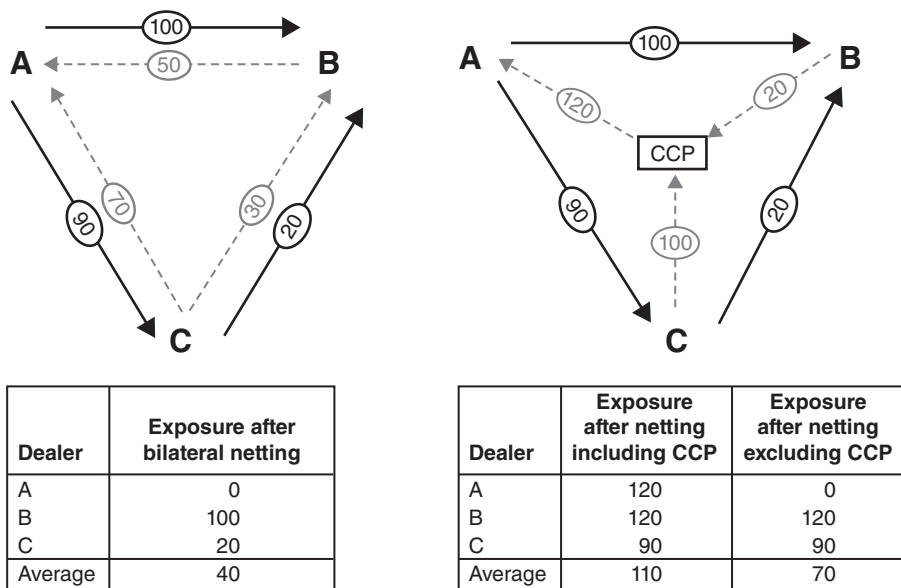 100
A
50
B
90
70
30
20
C
100
A
B
120
20
CCP
90
100
20
C
Dealer
Exposure after
bilateral netting
A 0
B 100
C 20
Average 40
Dealer
Exposure
after netting
including CCP
Exposure
after netting
excluding CCP
A 120 0
B 120 120
C 90 90
Average 110 70